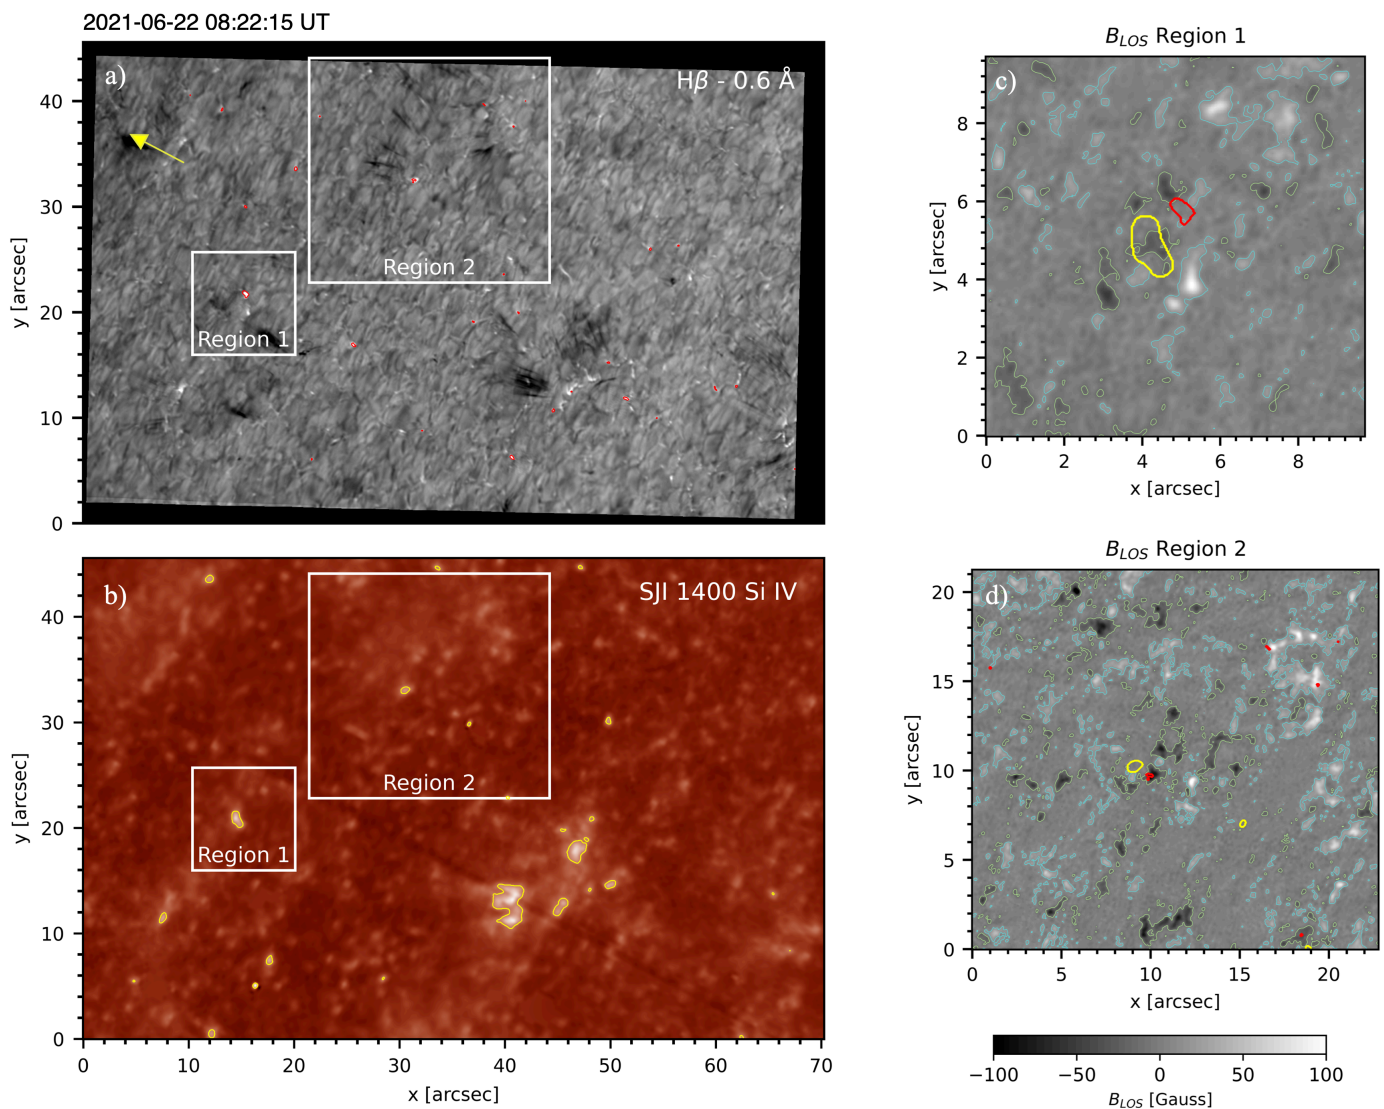 2021-06-22 08:22:15 UT
a)
Hβ - 0.6 Å
Region 2
Region 1
y [arcsec]
40
30
20
10
0
b)
SJI 1400 Si IV
Region 2
Region 1
y [arcsec]
40
30
20
10
0
0 10 20 30 40 50 60 70
x [arcsec]
B_LOS Region 1
c)
y [arcsec]
8
6
4
2
0
0 2 4 6 8
x [arcsec]
B_LOS Region 2
d)
y [arcsec]
20
15
10
5
0
0 5 10 15 20
x [arcsec]
−100 −50 0 50 100
B_LOS [Gauss]